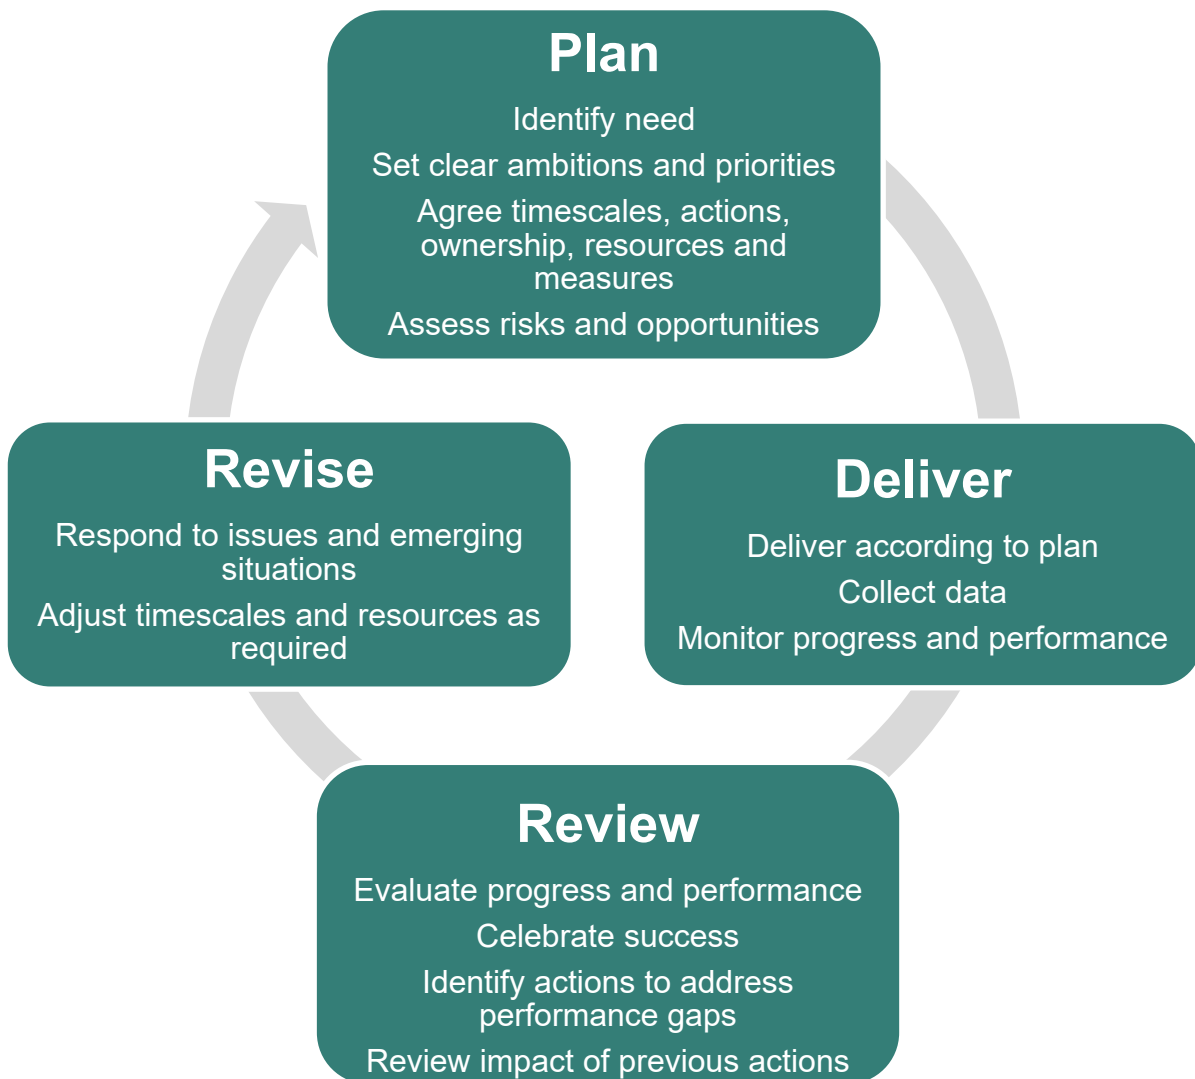 Plan
Identify need
Set clear ambitions and priorities
Agree timescales, actions,
ownership, resources and
measures
Assess risks and opportunities
Revise
Respond to issues and emerging
situations
Adjust timescales and resources as
required
Deliver
Deliver according to plan
Collect data
Monitor progress and performance
Review
Evaluate progress and performance
Celebrate success
Identify actions to address
performance gaps
Review impact of previous actions